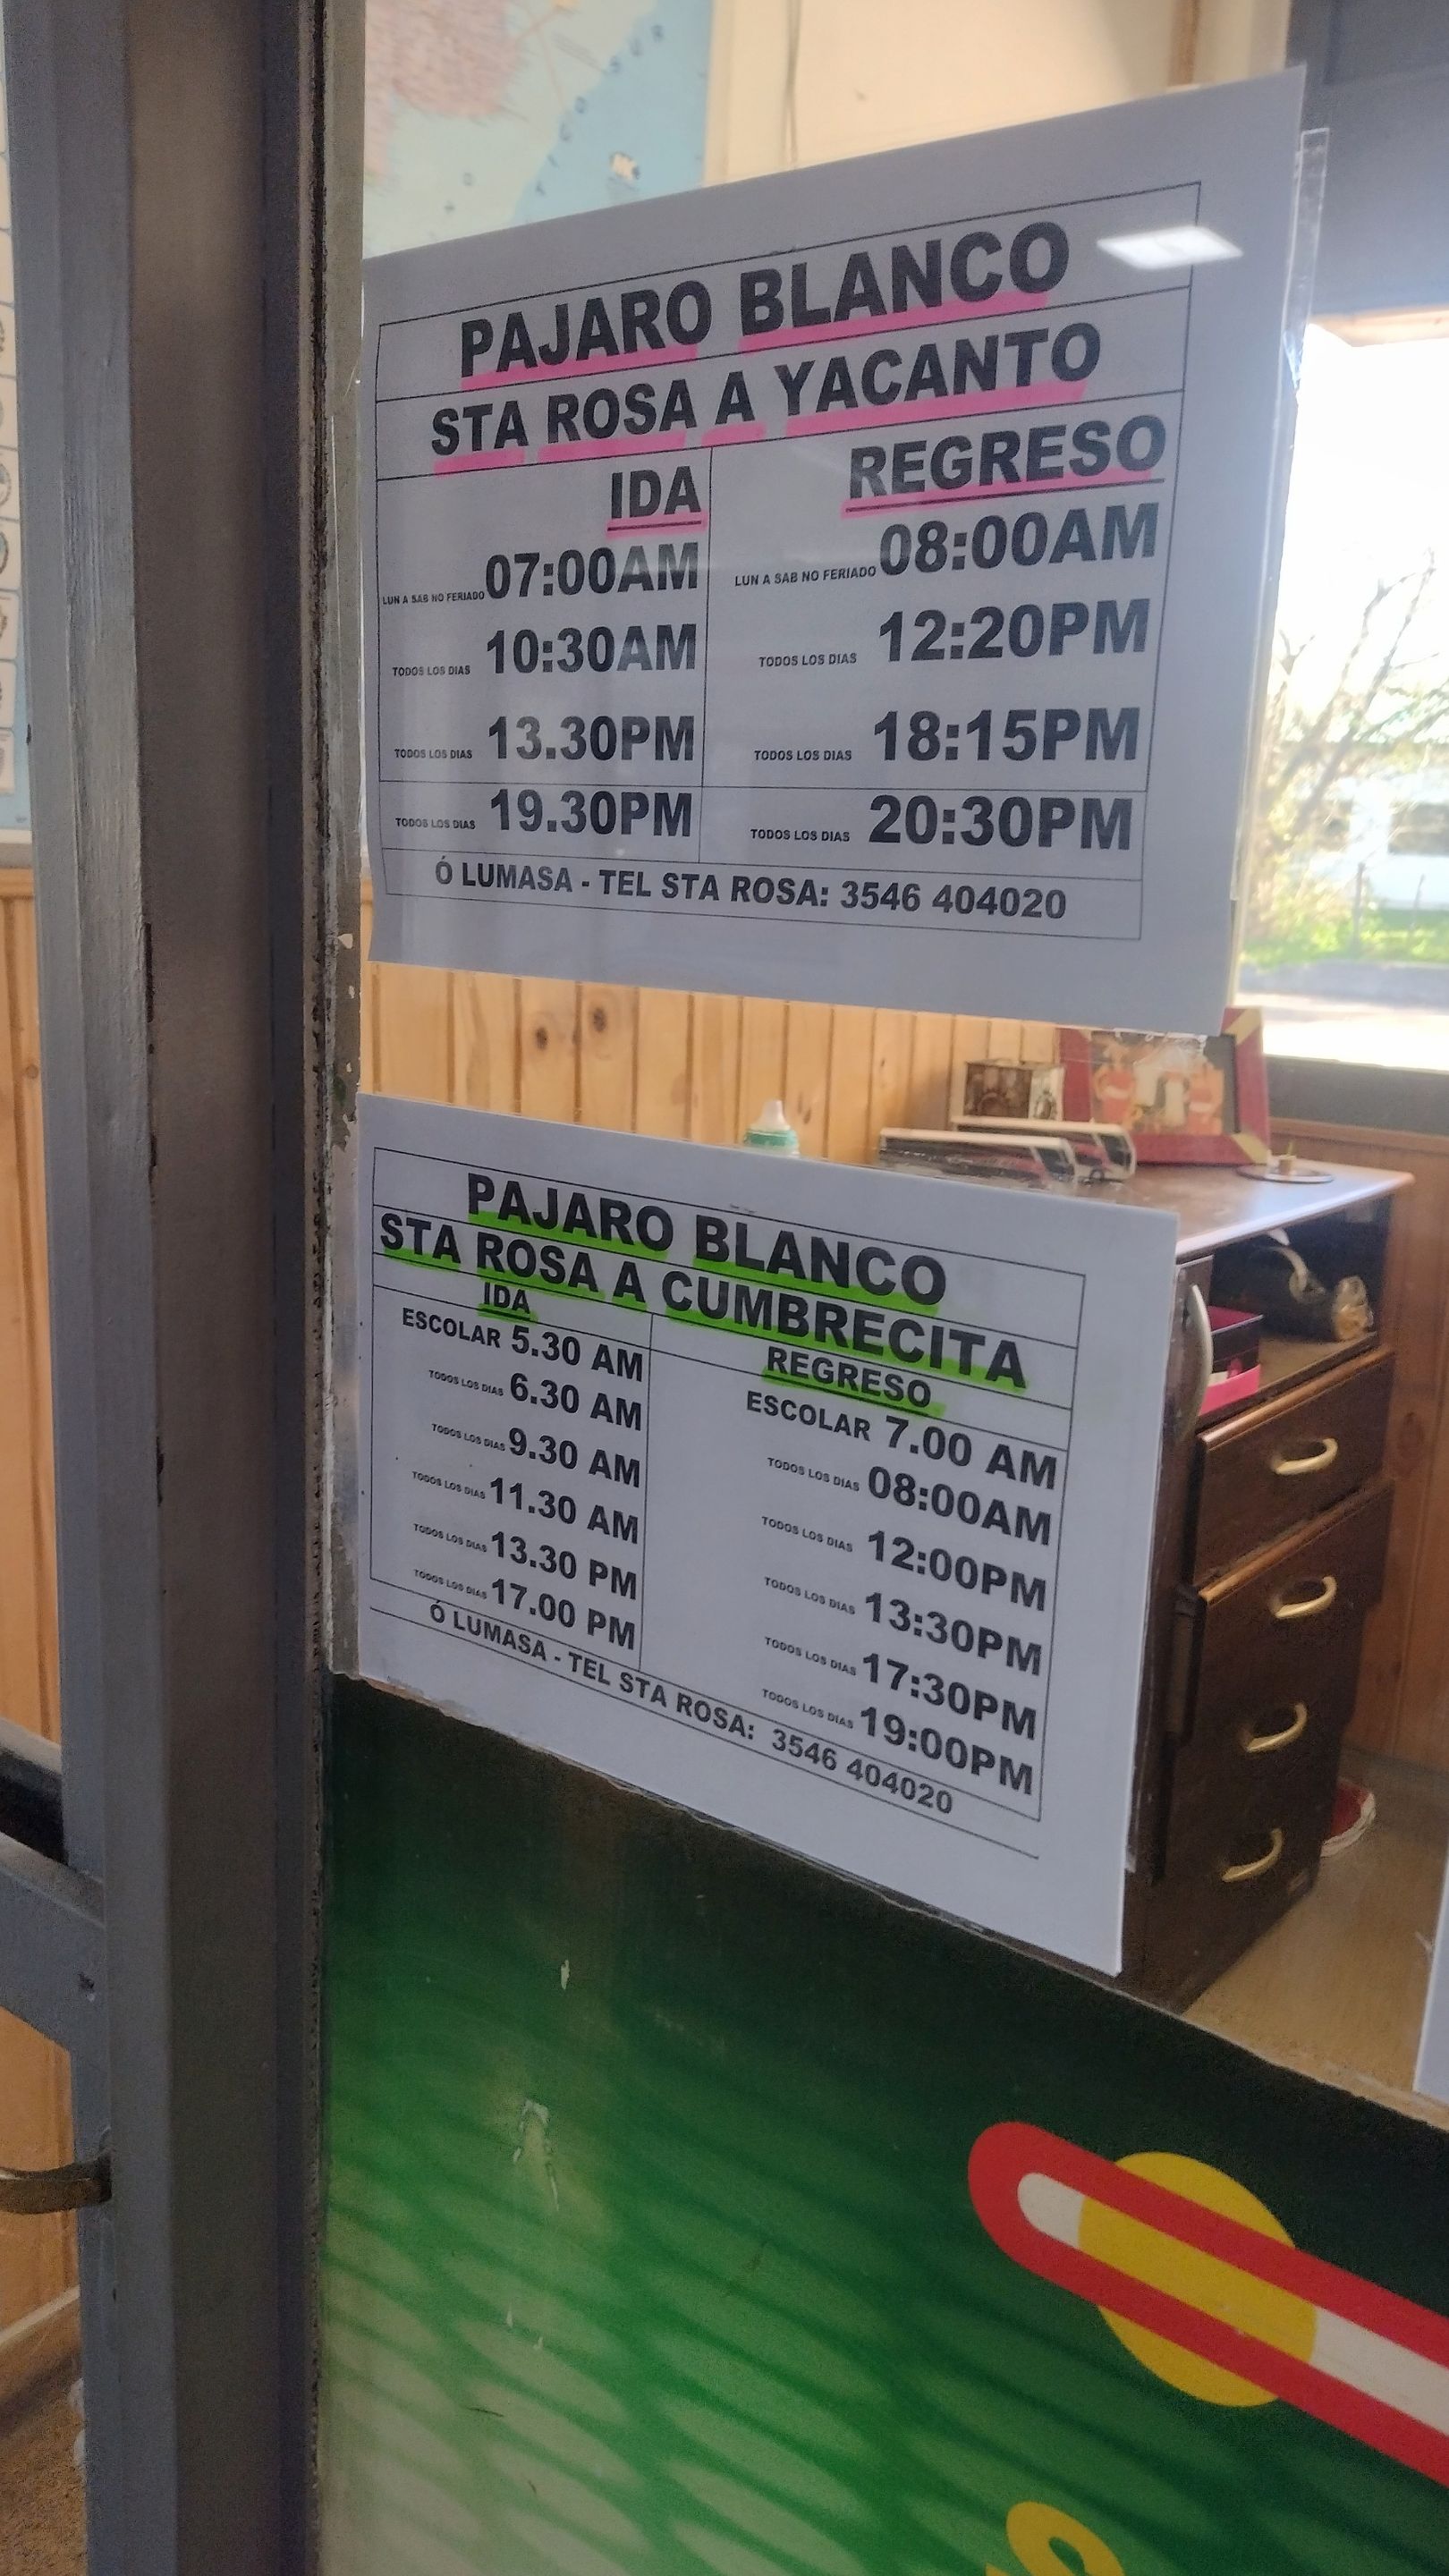 PAJARO BLANCO
STA ROSA A YACANTO
IDA
LUN A SAB NO FERIADO 07:00AM
TODOS LOS DIAS 10:30AM
TODOS LOS DIAS 13.30PM
TODOS LOS DIAS 19.30PM
REGRESO
LUN A SAB NO FERIADO 08:00AM
TODOS LOS DIAS 12:20PM
TODOS LOS DIAS 18:15PM
TODOS LOS DIAS 20:30PM
Ó LUMASA - TEL STA ROSA: 3546 404020
PAJARO BLANCO
STA ROSA A CUMBRECITA
IDA
ESCOLAR 5.30 AM
TODOS LOS DIAS 6.30 AM
TODOS LOS DIAS 9.30 AM
TODOS LOS DIAS 11.30 AM
TODOS LOS DIAS 13.30 PM
TODOS LOS DIAS 17.00 PM
REGRESO
ESCOLAR 7.00 AM
TODOS LOS DIAS 08:00AM
TODOS LOS DIAS 12:00PM
TODOS LOS DIAS 13:30PM
TODOS LOS DIAS 17:30PM
TODOS LOS DIAS 19:00PM
Ó LUMASA - TEL STA ROSA: 3546 404020